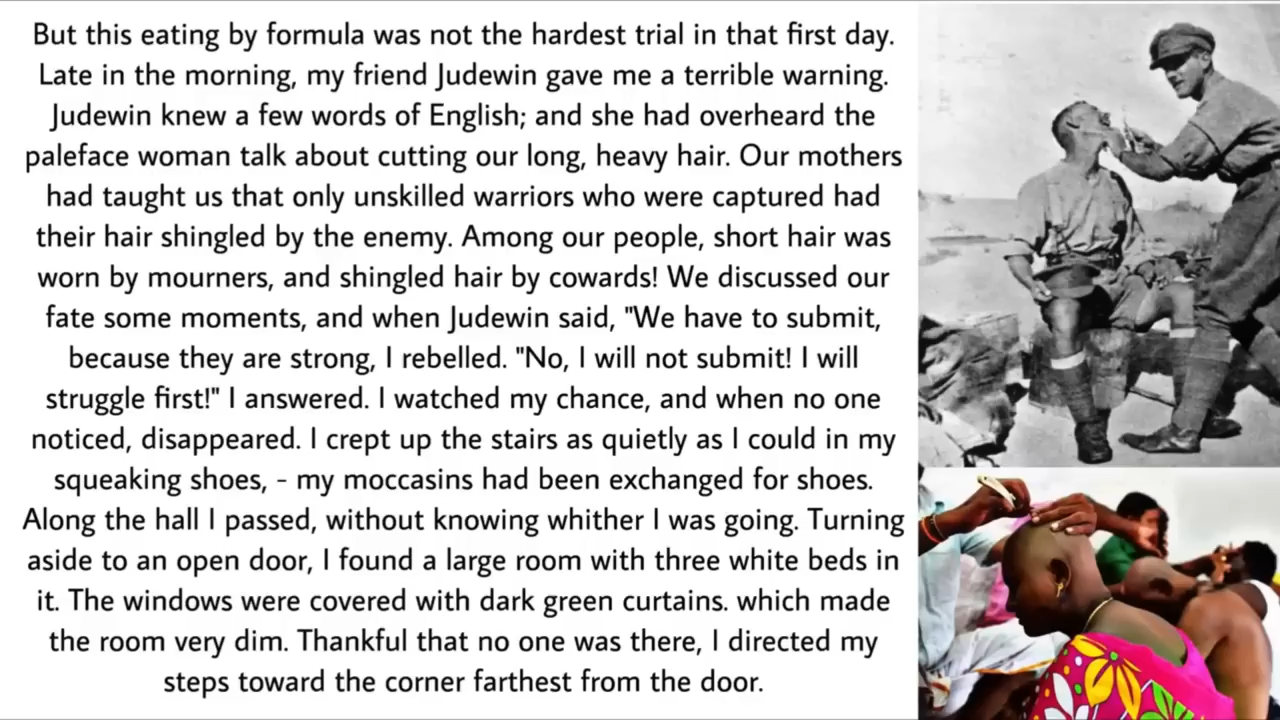 But this eating by formula was not the hardest trial in that first day.
Late in the morning, my friend Judewin gave me a terrible warning.
Judewin knew a few words of English; and she had overheard the
paleface woman talk about cutting our long, heavy hair. Our mothers
had taught us that only unskilled warriors who were captured had
their hair shingled by the enemy. Among our people, short hair was
worn by mourners, and shingled hair by cowards! We discussed our
fate some moments, and when Judewin said, "We have to submit,
because they are strong, I rebelled. "No, I will not submit! I will
struggle first!" I answered. I watched my chance, and when no one
noticed, disappeared. I crept up the stairs as quietly as I could in my
squeaking shoes, - my moccasins had been exchanged for shoes.
Along the hall I passed, without knowing whither I was going. Turning
aside to an open door, I found a large room with three white beds in
it. The windows were covered with dark green curtains. which made
the room very dim. Thankful that no one was there, I directed my
steps toward the corner farthest from the door.